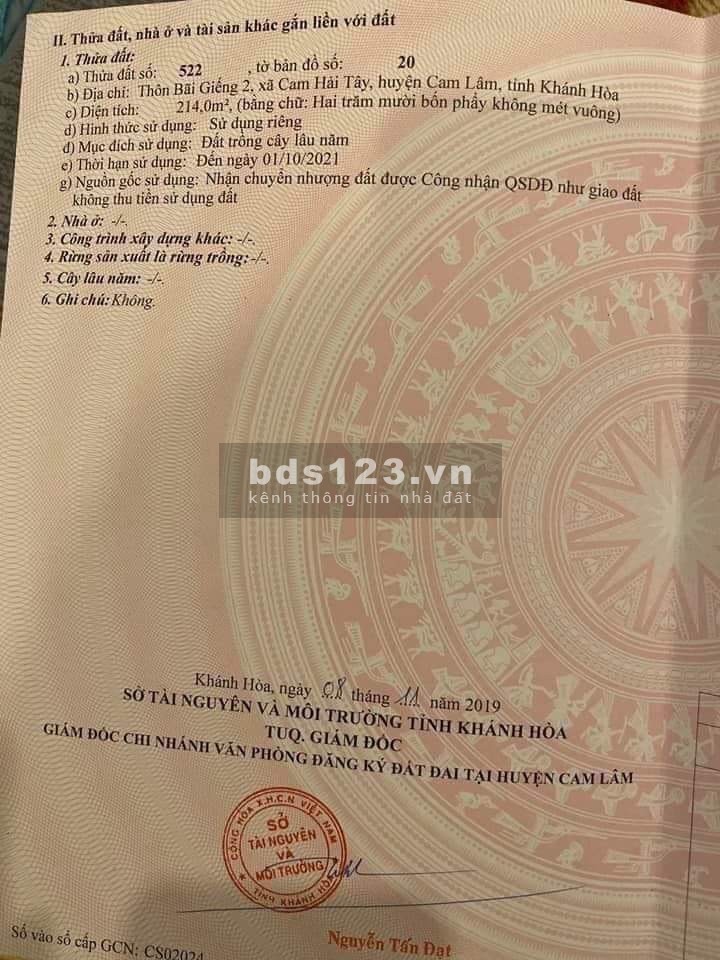 II. Thửa đất, nhà ở và tài sản khác gắn liền với đất
1. Thửa đất:
a) Thửa đất số: 522 , tờ bản đồ số: 20
b) Địa chỉ: Thôn Bãi Giếng 2, xã Cam Hải Tây, huyện Cam Lâm, tỉnh Khánh Hòa
c) Diện tích: 214,0m², (bằng chữ: Hai trăm mười bốn phẩy không mét vuông)
d) Hình thức sử dụng: Sử dụng riêng
đ) Mục đích sử dụng: Đất trồng cây lâu năm
e) Thời hạn sử dụng: Đến ngày 01/10/2021
g) Nguồn gốc sử dụng: Nhận chuyển nhượng đất được Công nhận QSDĐ như giao đất
không thu tiền sử dụng đất
2. Nhà ở: -/-.
3. Công trình xây dựng khác: -/-.
4. Rừng sản xuất là rừng trồng: -/-.
5. Cây lâu năm: -/-.
6. Ghi chú: Không.
bds123.vn
kênh thông tin nhà đất
Khánh Hòa, ngày 08 tháng 11 năm 2019
SỞ TÀI NGUYÊN VÀ MÔI TRƯỜNG TỈNH KHÁNH HÒA
TUQ. GIÁM ĐỐC
GIÁM ĐỐC CHI NHÁNH VĂN PHÒNG ĐĂNG KÝ ĐẤT ĐAI TẠI HUYỆN CAM LÂM
CỘNG HÒA X.H.C.N VIỆT NAM
SỞ
TÀI NGUYÊN
VÀ
MÔI TRƯỜNG
TỈNH KHÁNH HÒA
Nguyễn Tấn Đạt
Số vào sổ cấp GCN: CS02024